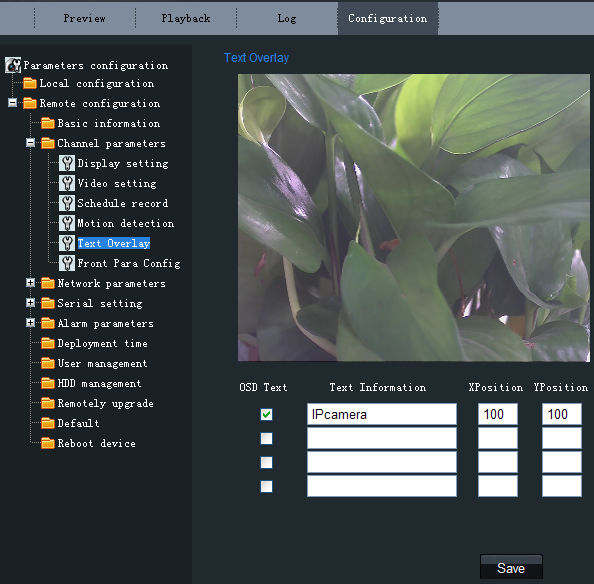 Preview Playback Log Configuration
Parameters configuration
Local configuration
Remote configuration
Basic information
Channel parameters
Display setting
Video setting
Schedule record
Motion detection
Text Overlay
Front Para Config
Network parameters
Serial setting
Alarm parameters
Deployment time
User management
HDD management
Remotely upgrade
Default
Reboot device
Text Overlay
OSD Text Text Information XPosition YPosition
IPcamera 100 100
Save